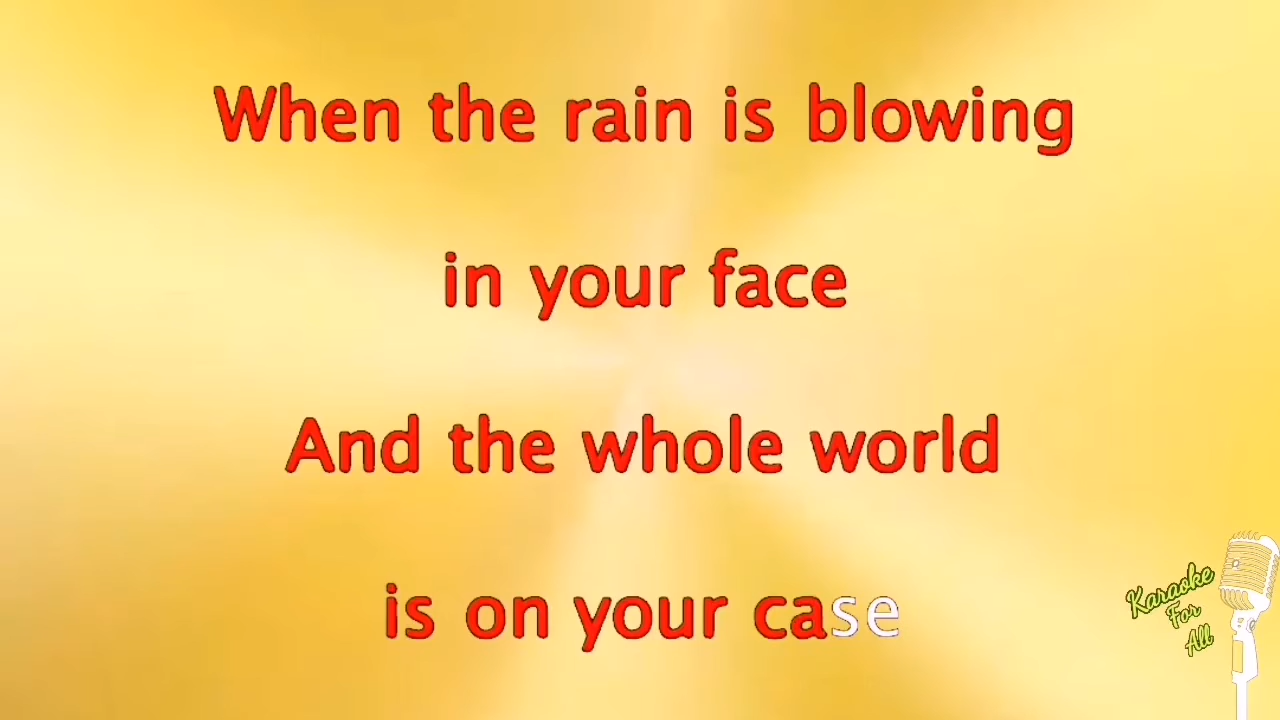 When the rain is blowing
in your face
And the whole world
is on your case
Karaoke
For
All